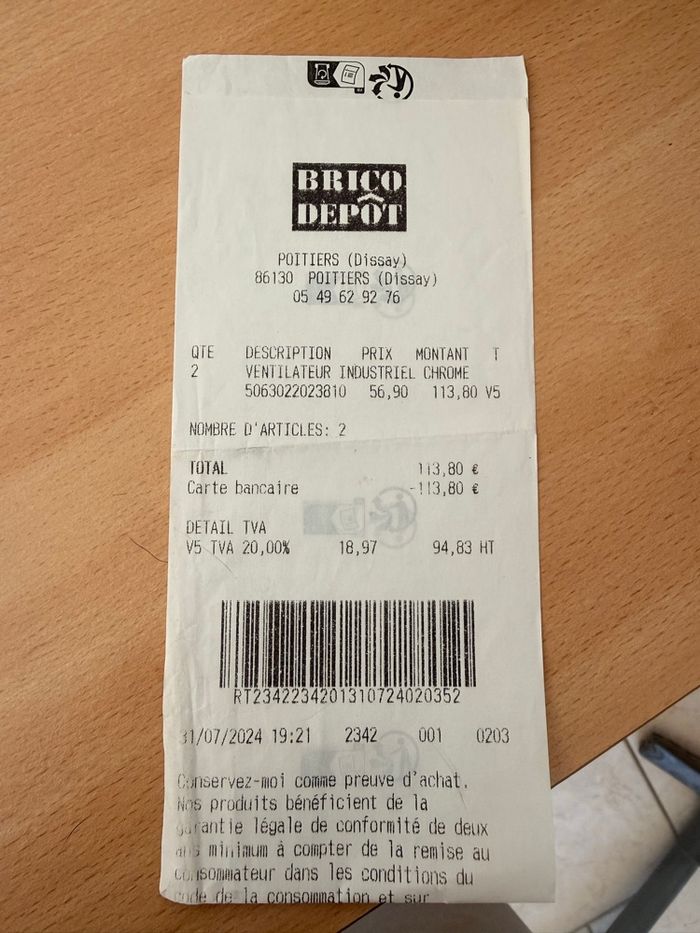 BRICO
DÉPÔT
POITIERS (Dissay)
86130 POITIERS (Dissay)
05 49 62 92 76
QTE DESCRIPTION PRIX MONTANT T
2 VENTILATEUR INDUSTRIEL CHROME
5063022023810 56,90 113,80 V5
NOMBRE D'ARTICLES: 2
TOTAL 113,80 €
Carte bancaire -113,80 €
DETAIL TVA
V5 TVA 20,00% 18,97 94,83 HT
RT23422342013107240203​52
31/07/2024 19:21 2342 001 0203
Conservez-moi comme preuve d'achat.
Nos produits bénéficient de la
garantie légale de conformité de deux
ans minimum à compter de la remise au
consommateur dans les conditions du
code de la consommation et sur